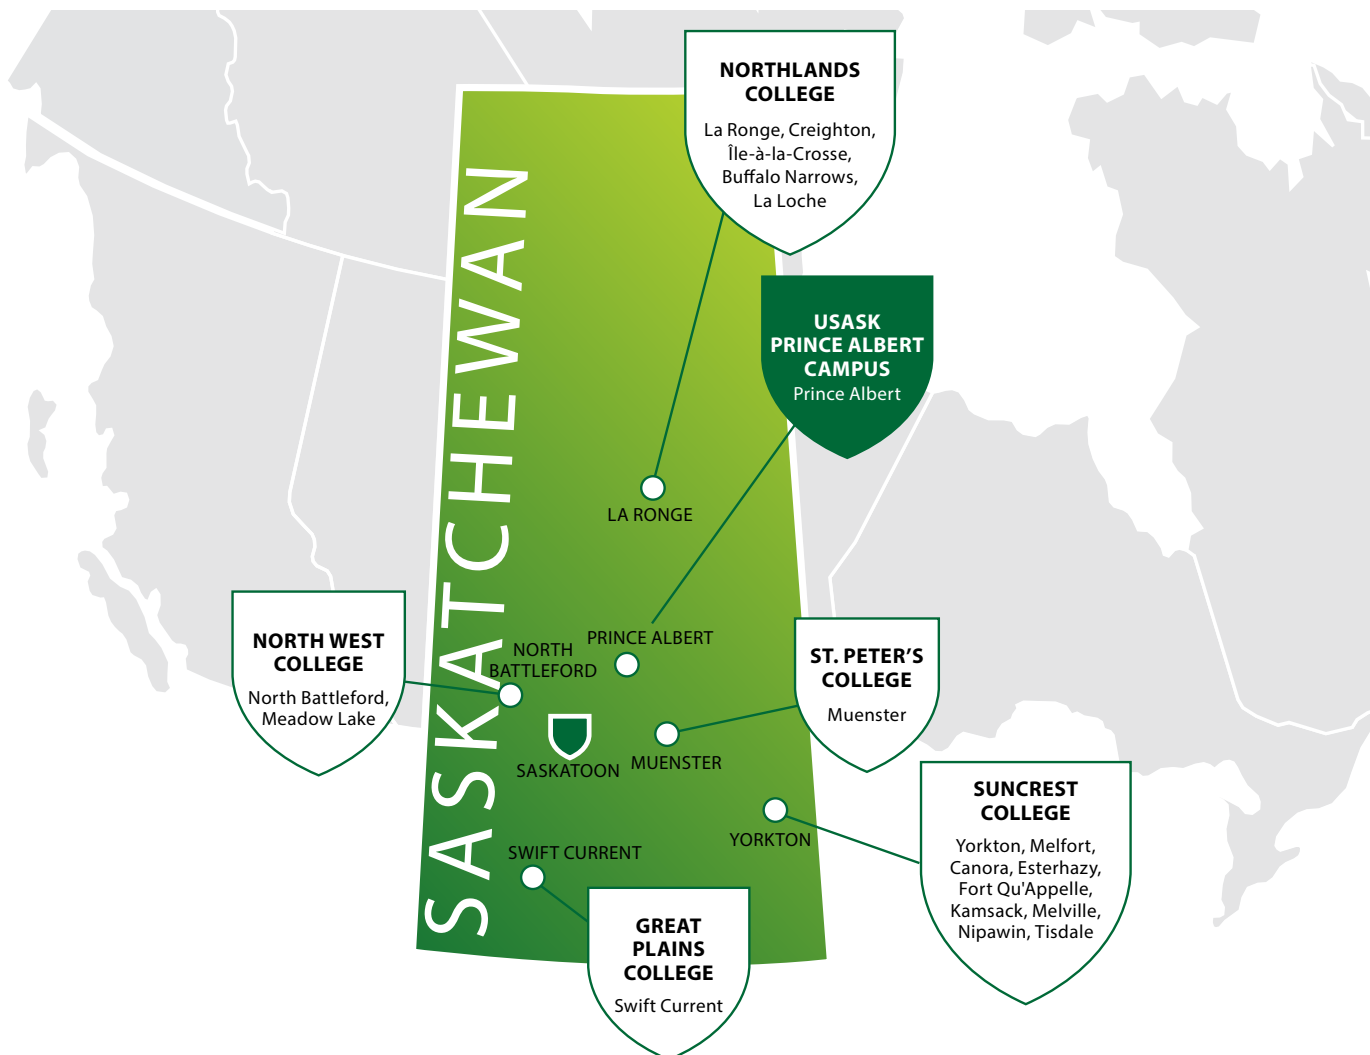 NORTHLANDS
COLLEGE
La Ronge, Creighton,
Île-à-la-Crosse,
Buffalo Narrows,
La Loche
SASKATCHEWAN
USASK
PRINCE ALBERT
CAMPUS
Prince Albert
LA RONGE
NORTH WEST
COLLEGE
North Battleford,
Meadow Lake
PRINCE ALBERT
NORTH
BATTLEFORD
ST. PETER’S
COLLEGE
Muenster
SASKATOON
MUENSTER
SUNCREST
COLLEGE
Yorkton, Melfort,
Canora, Esterhazy,
Fort Qu'Appelle,
Kamsack, Melville,
Nipawin, Tisdale
YORKTON
SWIFT CURRENT
GREAT
PLAINS
COLLEGE
Swift Current